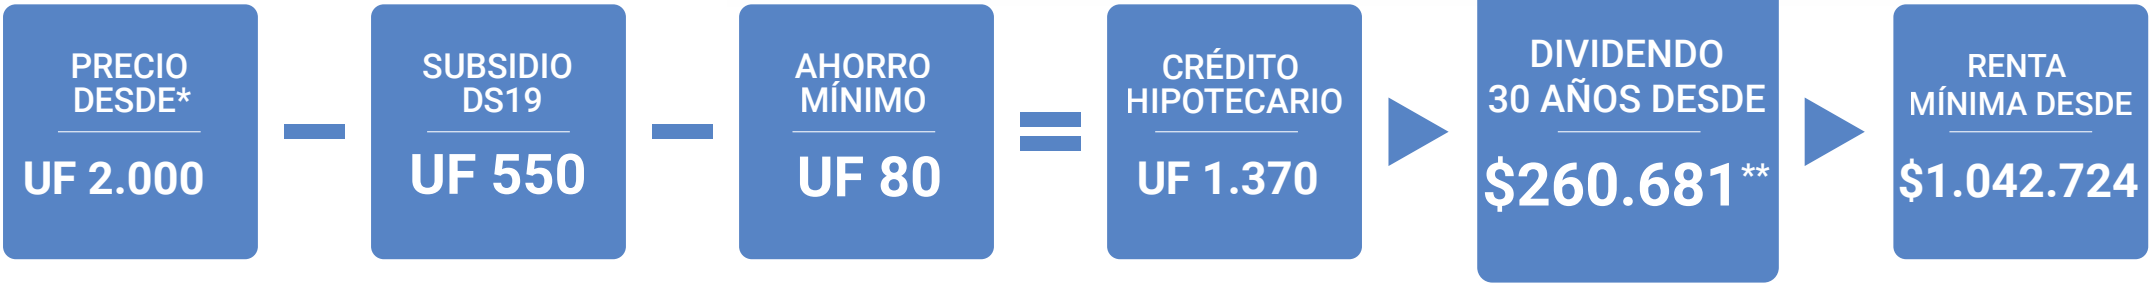 PRECIO
DESDE*
UF 2.000
SUBSIDIO
DS19
UF 550
AHORRO
MÍNIMO
UF 80
CRÉDITO
HIPOTECARIO
UF 1.370
DIVIDENDO
30 AÑOS DESDE
$260.681**
RENTA
MÍNIMA DESDE
$1.042.724